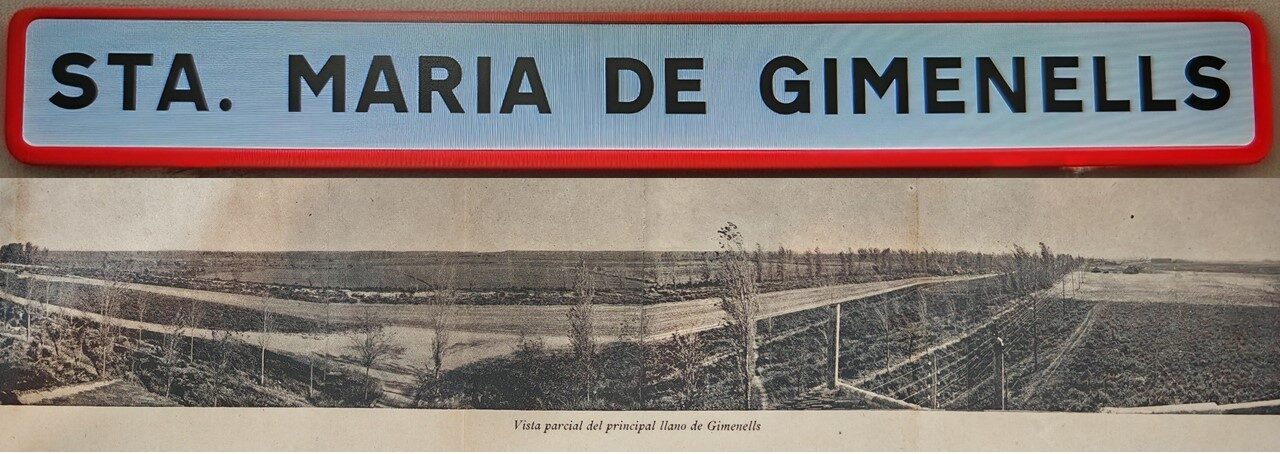 STA. MARIA DE GIMENELLS
Vista parcial del principal llano de Gimenells